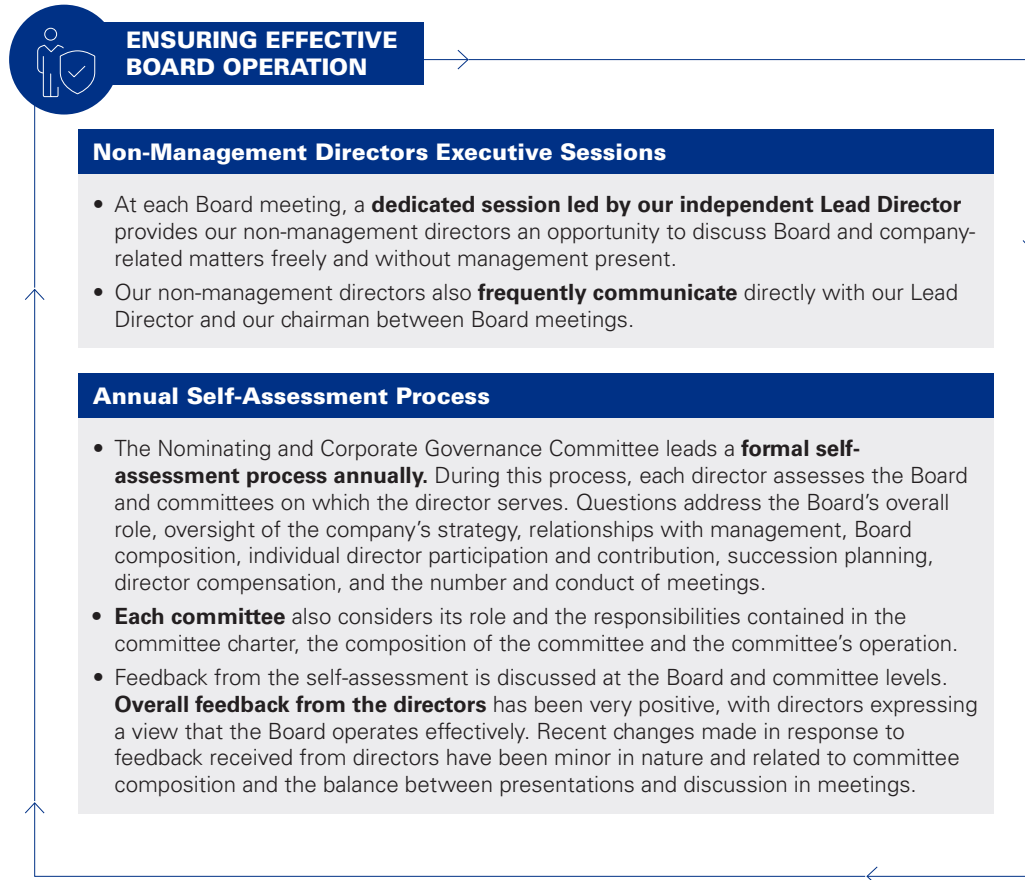 ENSURING EFFECTIVE
BOARD OPERATION
Non-Management Directors Executive Sessions
• At each Board meeting, a dedicated session led by our independent Lead Director
provides our non-management directors an opportunity to discuss Board and company-
related matters freely and without management present.
• Our non-management directors also frequently communicate directly with our Lead
Director and our chairman between Board meetings.
Annual Self-Assessment Process
• The Nominating and Corporate Governance Committee leads a formal self-
assessment process annually. During this process, each director assesses the Board
and committees on which the director serves. Questions address the Board’s overall
role, oversight of the company’s strategy, relationships with management, Board
composition, individual director participation and contribution, succession planning,
director compensation, and the number and conduct of meetings.
• Each committee also considers its role and the responsibilities contained in the
committee charter, the composition of the committee and the committee’s operation.
• Feedback from the self-assessment is discussed at the Board and committee levels.
Overall feedback from the directors has been very positive, with directors expressing
a view that the Board operates effectively. Recent changes made in response to
feedback received from directors have been minor in nature and related to committee
composition and the balance between presentations and discussion in meetings.